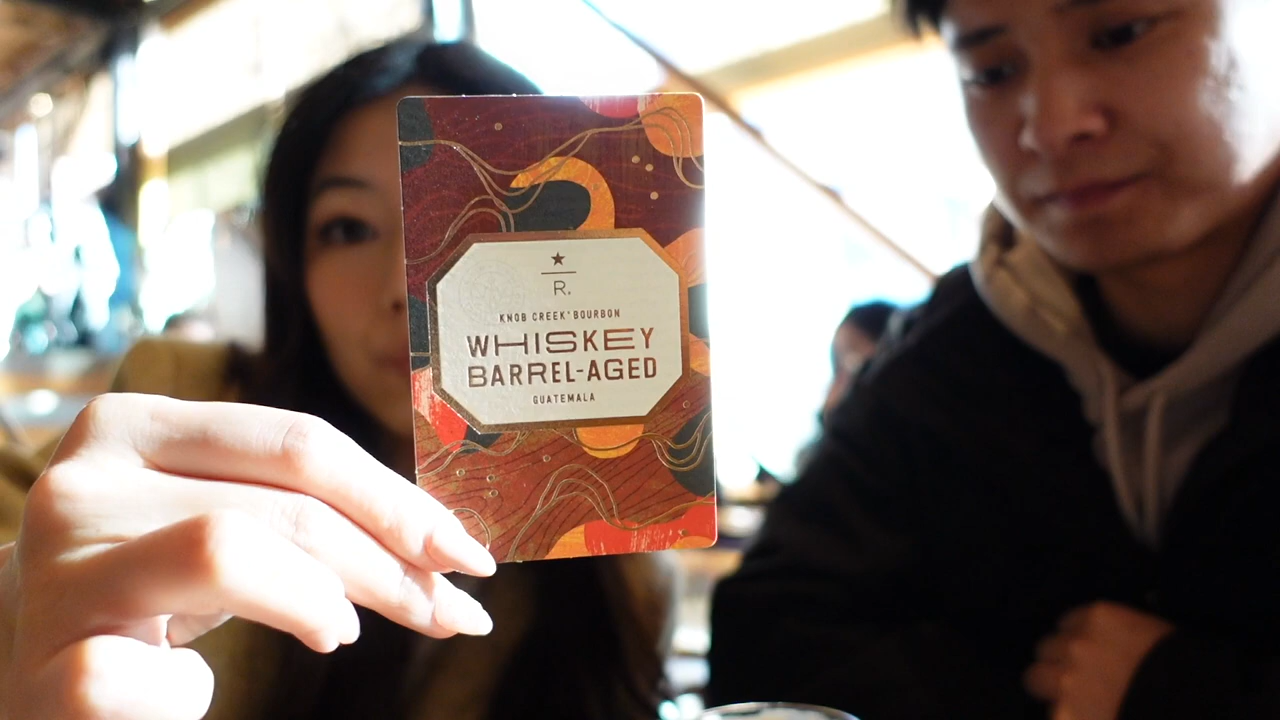 R.
KNOB CREEK® BOURBON
WHISKEY
BARREL-AGED
GUATEMALA